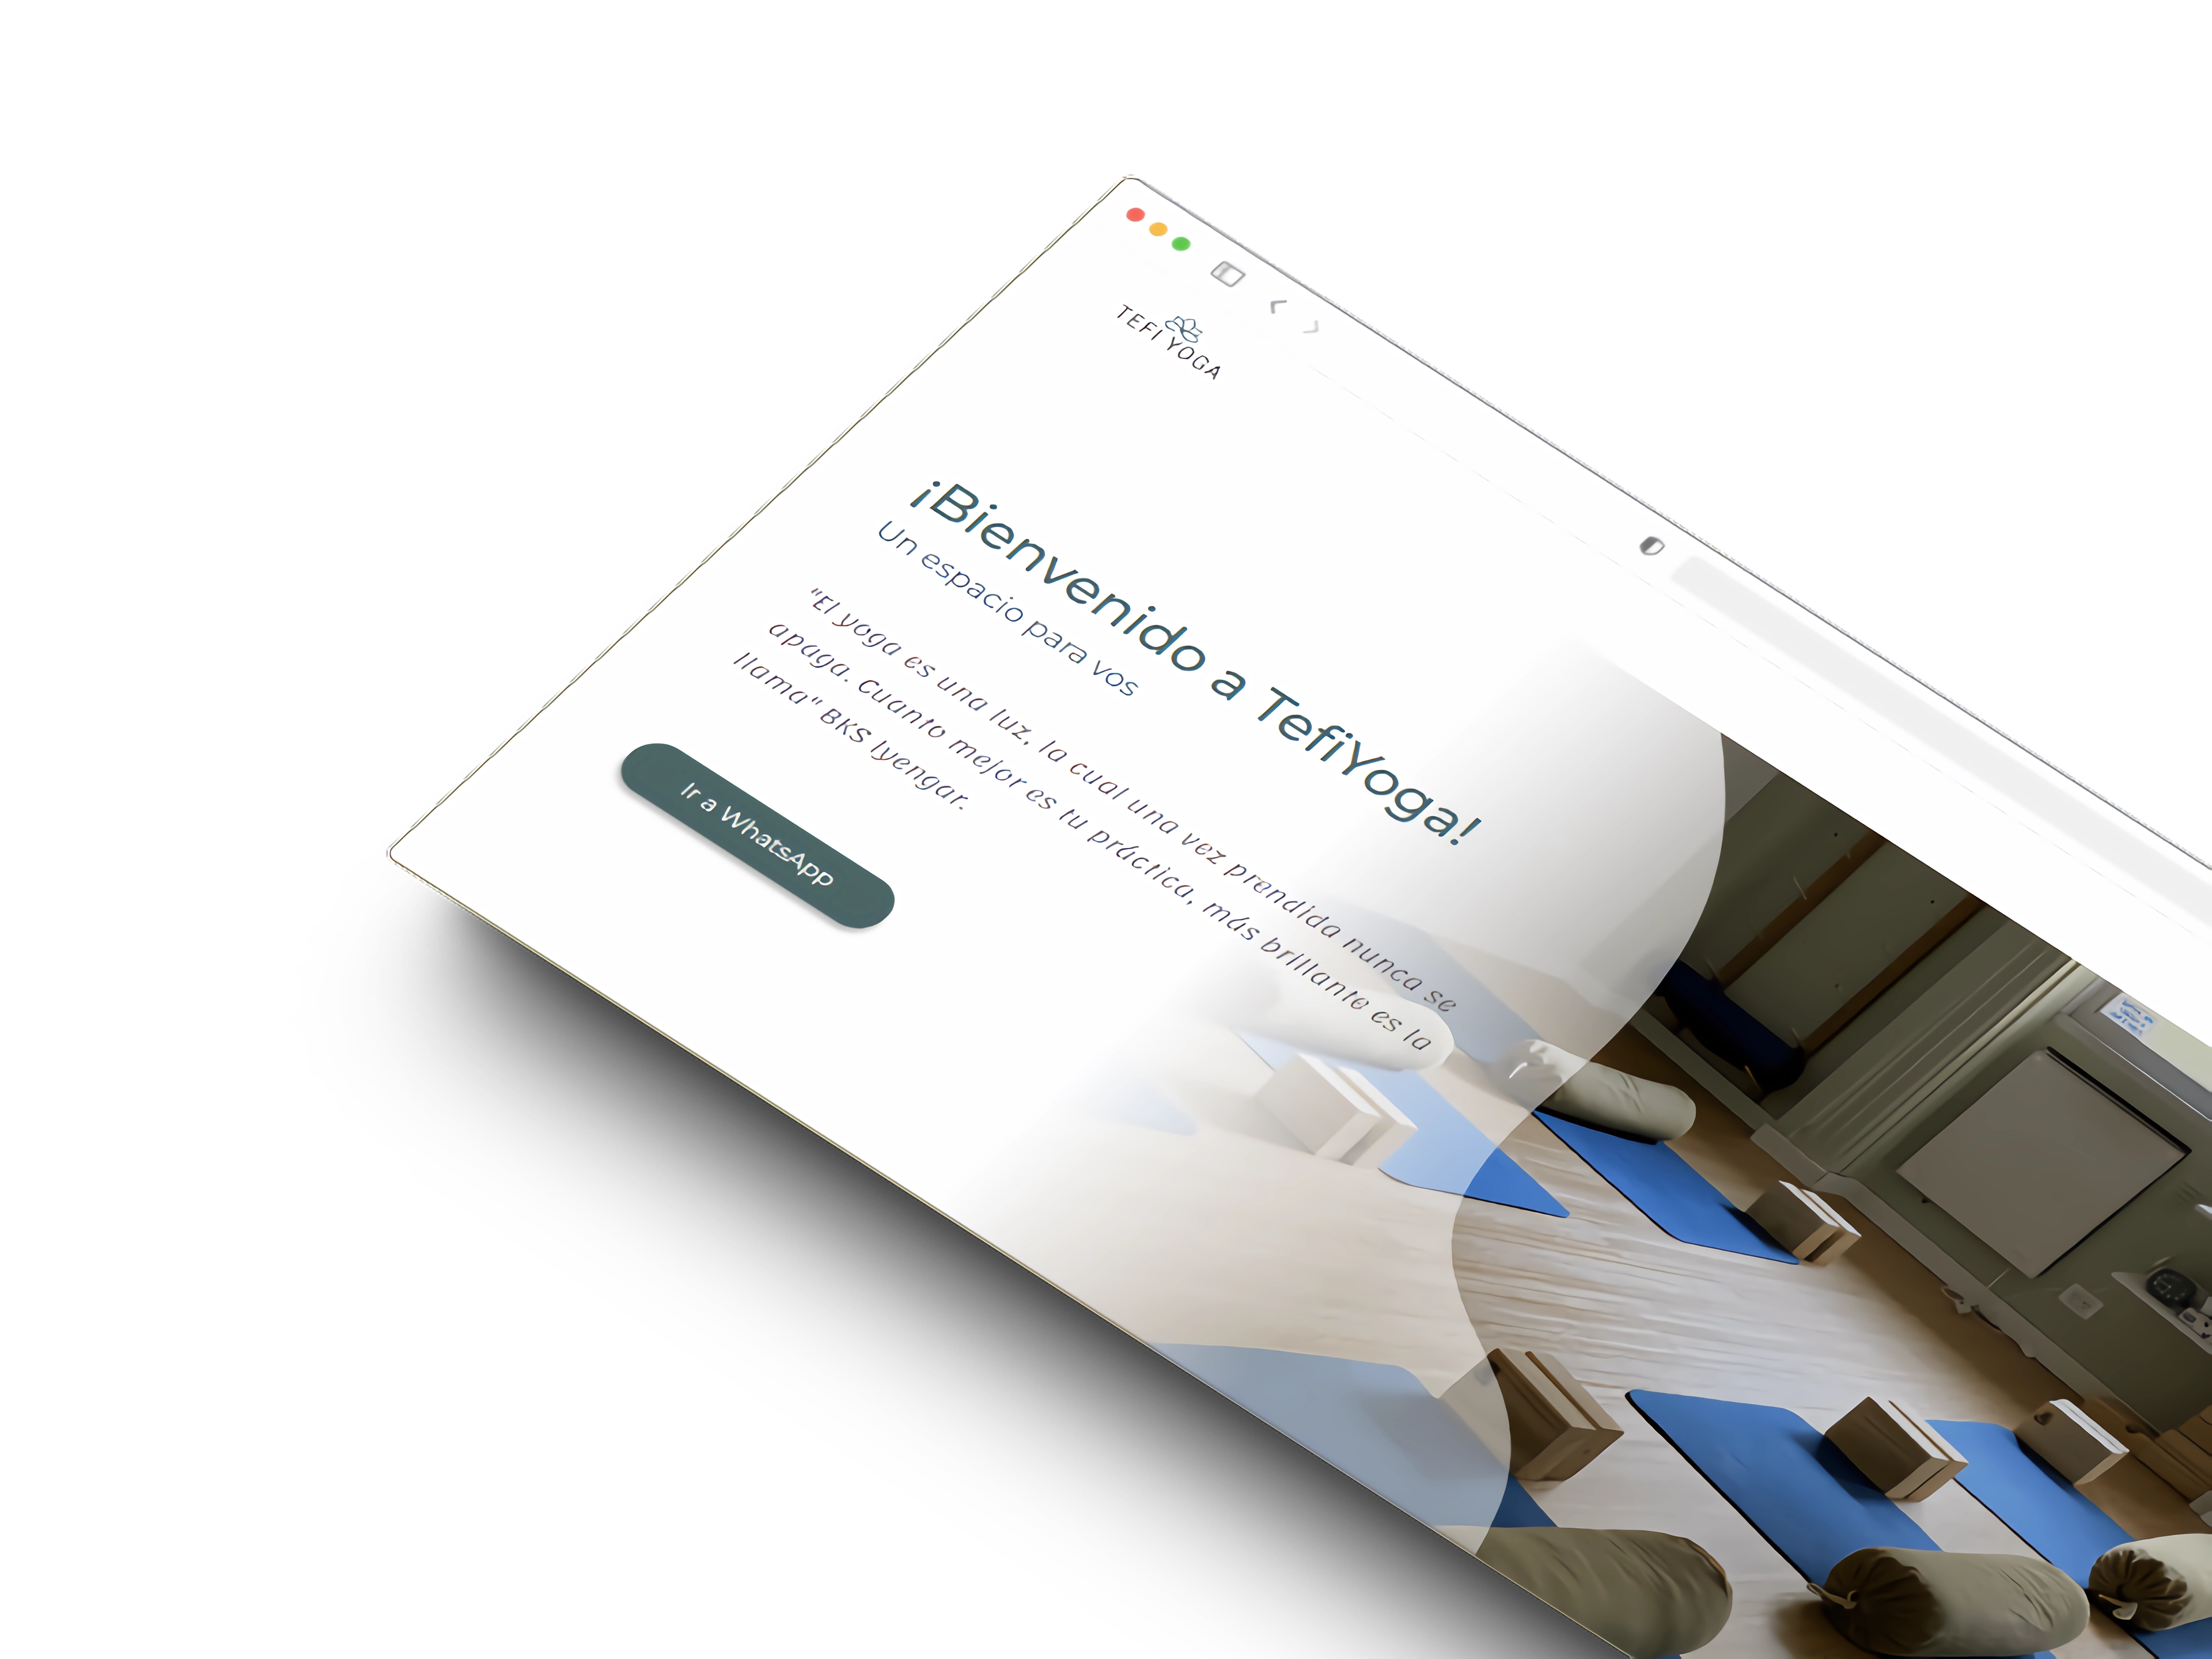 TEFI YOGA
¡Bienvenido a TefiYoga!
Un espacio para vos
"El yoga es una luz, la cual una vez prendida nunca se
apaga. Cuanto mejor es tu práctica, más brillante es la
llama" BKS Iyengar.
Ir a WhatsApp